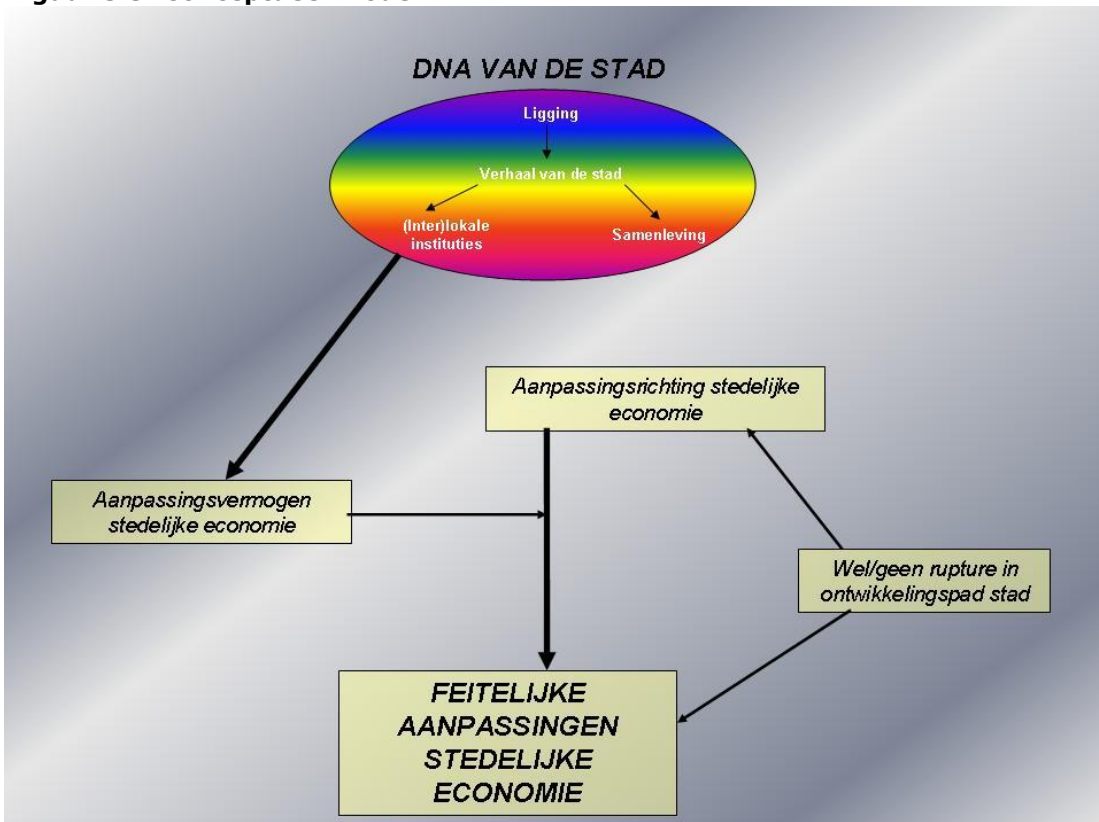 DNA VAN DE STAD
Ligging
Verhaal van de stad
(Inter)lokale
instituties
Samenleving
Aanpassingsrichting stedelijke
economie
Aanpassingsvermogen
stedelijke economie
Wel/geen rupture in
ontwikkelingspad stad
FEITELIJKE
AANPASSINGEN
STEDELIJKE
ECONOMIE